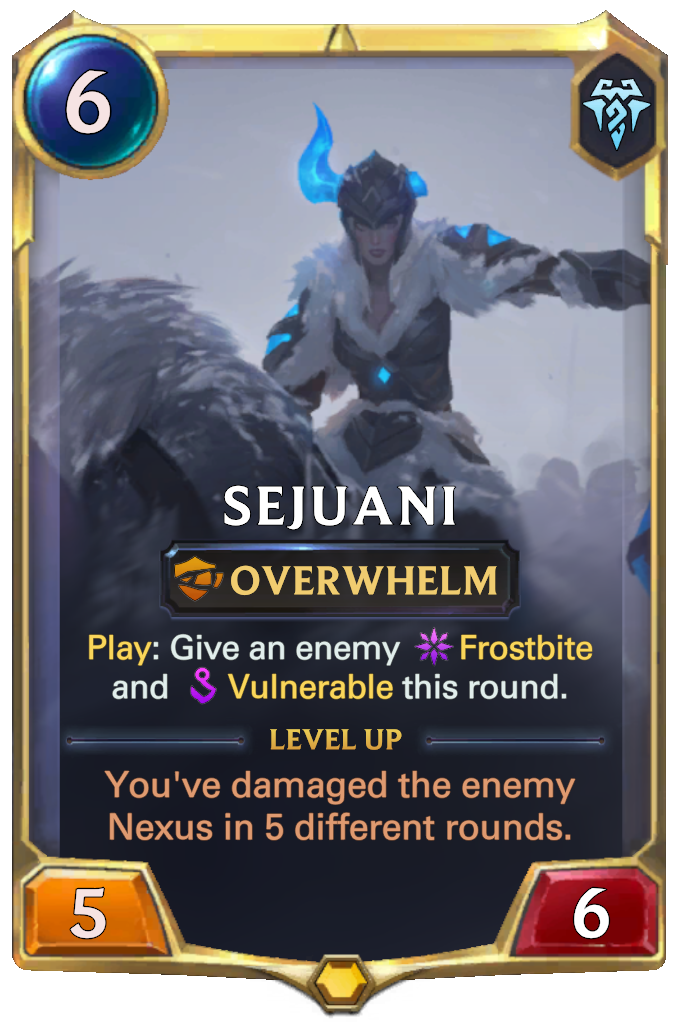 6
SEJUANI
OVERWHELM
Play: Give an enemy Frostbite
and Vulnerable this round.
LEVEL UP
You've damaged the enemy
Nexus in 5 different rounds.
5
6